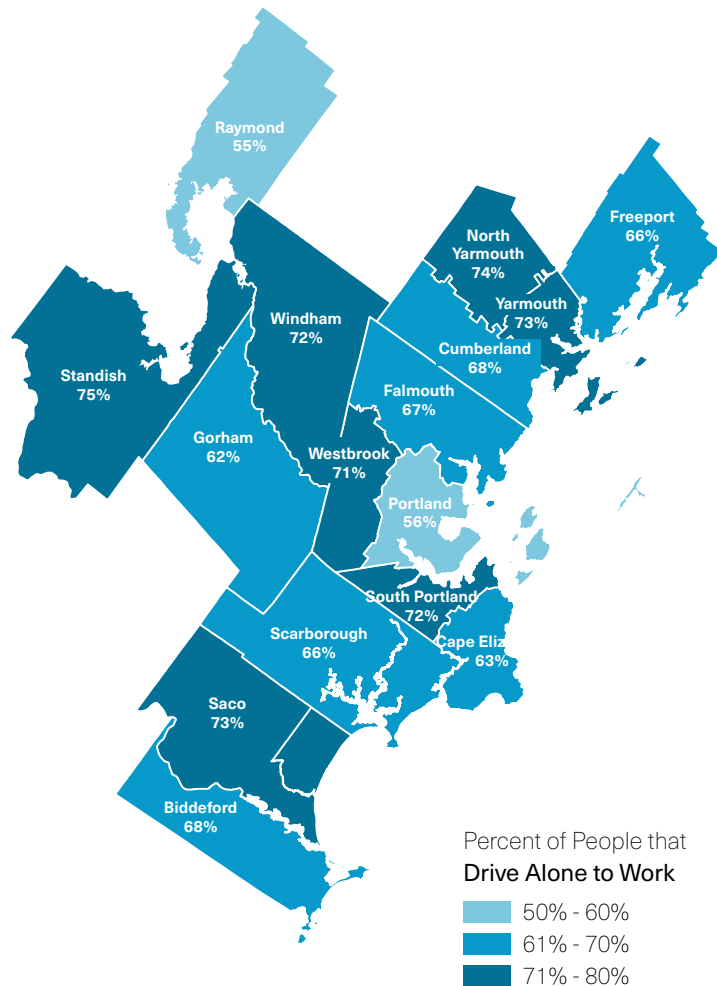 Raymond
55%
Freeport
66%
North
Yarmouth
74%
Yarmouth
73%
Windham
72%
Cumberland
68%
Standish
75%
Falmouth
67%
Gorham
62%
Westbrook
71%
Portland
56%
South Portland
72%
Scarborough
66%
Cape Eliz
63%
Saco
73%
Biddeford
68%
Percent of People that
Drive Alone to Work
50% - 60%
61% - 70%
71% - 80%